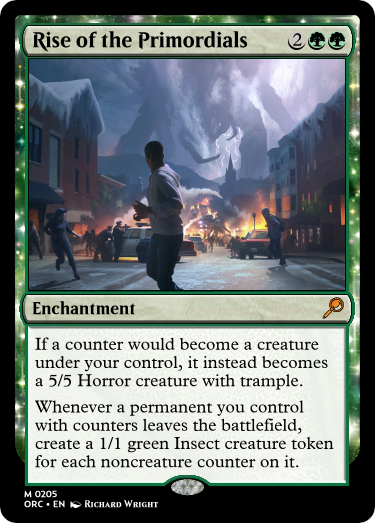 Rise of the Primordials 2
Enchantment
If a counter would become a creature
under your control, it instead becomes
a 5/5 Horror creature with trample.
Whenever a permanent you control
with counters leaves the battlefield,
create a 1/1 green Insect creature token
for each noncreature counter on it.
M 0205
ORC • EN Richard Wright